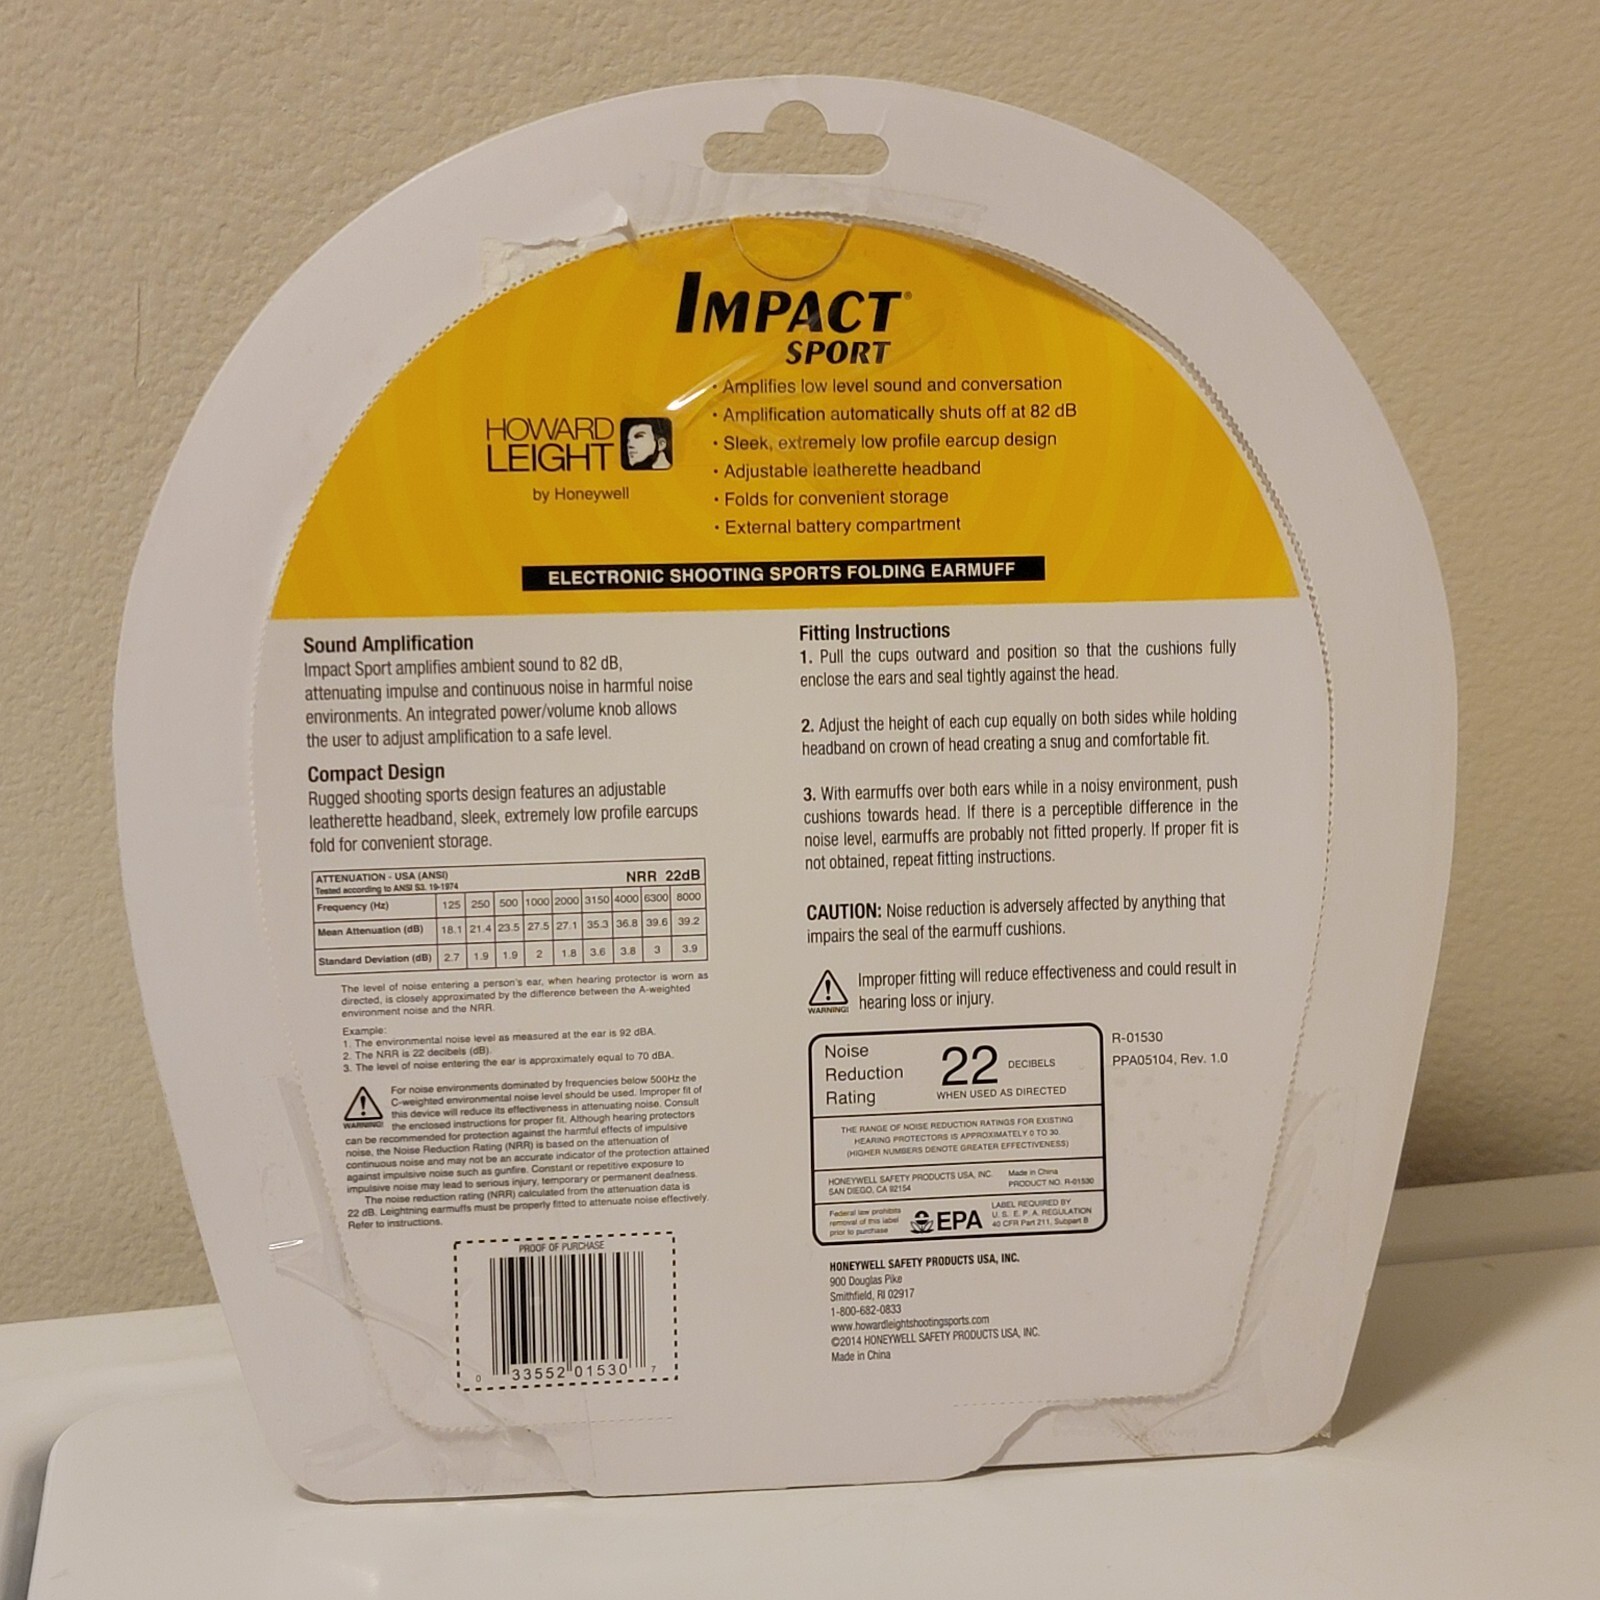 IMPACT®
SPORT
HOWARD
LEIGHT
by Honeywell
• Amplifies low level sound and conversation
• Amplification automatically shuts off at 82 dB
• Sleek, extremely low profile earcup design
• Adjustable leatherette headband
• Folds for convenient storage
• External battery compartment
ELECTRONIC SHOOTING SPORTS FOLDING EARMUFF
Sound Amplification
Impact Sport amplifies ambient sound to 82 dB,
attenuating impulse and continuous noise in harmful noise
environments. An integrated power/volume knob allows
the user to adjust amplification to a safe level.
Compact Design
Rugged shooting sports design features an adjustable
leatherette headband, sleek, extremely low profile earcups
fold for convenient storage.
ATTENUATION - USA (ANSI)
Tested according to ANSI S3. 19-1974
NRR 22dB
Frequency (Hz) 125 250 500 1000 2000 3150 4000 6300 8000
Mean Attenuation (dB) 18.1 21.4 23.5 27.5 27.1 35.3 36.8 39.6 39.2
Standard Deviation (dB) 2.7 1.9 1.9 2 1.8 3.6 3.8 3 3.9
The level of noise entering a person's ear, when hearing protector is worn as
directed, is closely approximated by the difference between the A-weighted
environment noise and the NRR.
Example:
1. The environmental noise level as measured at the ear is 92 dBA.
2. The NRR is 22 decibels (dB).
3. The level of noise entering the ear is approximately equal to 70 dBA.
WARNING!
For noise environments dominated by frequencies below 500Hz the
C-weighted environmental noise level should be used. Improper fit of
this device will reduce its effectiveness in attenuating noise. Consult
the enclosed instructions for proper fit. Although hearing protectors
can be recommended for protection against the harmful effects of impulsive
noise, the Noise Reduction Rating (NRR) is based on the attenuation of
continuous noise and may not be an accurate indicator of the protection attained
against impulsive noise such as gunfire. Constant or repetitive exposure to
impulsive noise may lead to serious injury, temporary or permanent deafness.
The noise reduction rating (NRR) calculated from the attenuation data is
22 dB. Leightning earmuffs must be properly fitted to attenuate noise effectively.
Refer to instructions.
PROOF OF PURCHASE
0 33552 01530 7
Fitting Instructions
1. Pull the cups outward and position so that the cushions fully
enclose the ears and seal tightly against the head.
2. Adjust the height of each cup equally on both sides while holding
headband on crown of head creating a snug and comfortable fit.
3. With earmuffs over both ears while in a noisy environment, push
cushions towards head. If there is a perceptible difference in the
noise level, earmuffs are probably not fitted properly. If proper fit is
not obtained, repeat fitting instructions.
CAUTION: Noise reduction is adversely affected by anything that
impairs the seal of the earmuff cushions.
WARNING!
Improper fitting will reduce effectiveness and could result in
hearing loss or injury.
Noise
Reduction
Rating
22 DECIBELS
WHEN USED AS DIRECTED
THE RANGE OF NOISE REDUCTION RATINGS FOR EXISTING
HEARING PROTECTORS IS APPROXIMATELY 0 TO 30.
(HIGHER NUMBERS DENOTE GREATER EFFECTIVENESS)
HONEYWELL SAFETY PRODUCTS USA, INC.
SAN DIEGO, CA 92154
Made in China
PRODUCT NO. R-01530
Federal law prohibits
removal of this label
prior to purchase
EPA
LABEL REQUIRED BY
U. S. E. P. A. REGULATION
40 CFR Part 211, Subpart B
R-01530
PPA05104, Rev. 1.0
HONEYWELL SAFETY PRODUCTS USA, INC.
900 Douglas Pike
Smithfield, RI 02917
1-800-682-0833
www.howardleightshootingsports.com
©2014 HONEYWELL SAFETY PRODUCTS USA, INC.
Made in China